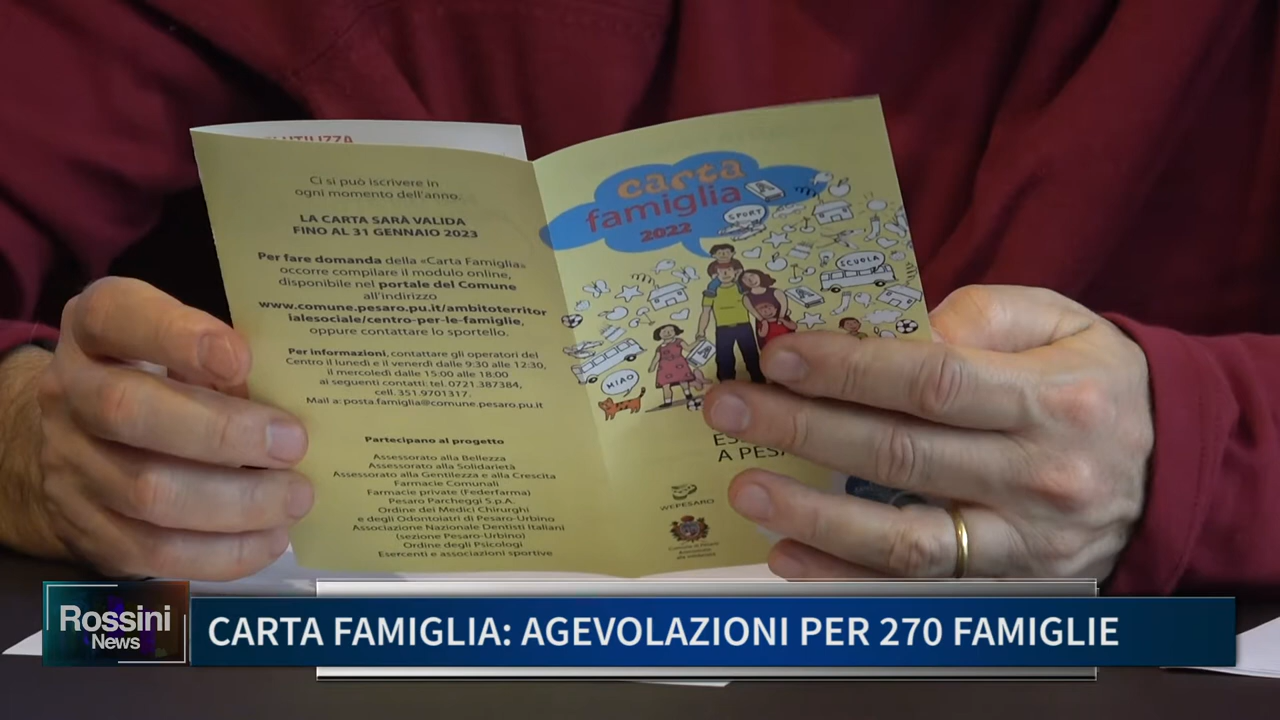 UTILIZZA
Ci si può iscrivere in
ogni momento dell'anno.
LA CARTA SARÀ VALIDA
FINO AL 31 GENNAIO 2023
Per fare domanda della «Carta Famiglia»
occorre compilare il modulo online,
disponibile nel portale del Comune
all'indirizzo
www.comune.pesaro.pu.it/ambitoterritor
ialesociale/centro-per-le-famiglie,
oppure contattare lo sportello.
Per informazioni, contattare gli operatori del
Centro il lunedì e il venerdì dalle 9:30 alle 12:30,
il mercoledì dalle 15:00 alle 18:00
ai seguenti contatti: tel. 0721.387384,
cell. 351.9701317.
Mail a: posta.famiglia@comune.pesaro.pu.it
Partecipano al progetto
Assessorato alla Bellezza
Assessorato alla Solidarietà
Assessorato alla Gentilezza e alla Crescita
Farmacie Comunali
Farmacie private (Federfarma)
Pesaro Parcheggi S.p.A.
Ordine dei Medici Chirurghi
e degli Odontoiatri di Pesaro-Urbino
Associazione Nazionale Dentisti Italiani
(sezione Pesaro-Urbino)
Ordine degli Psicologi
Esercenti e associazioni sportive
carta
famiglia
2022
SPORT
SCUOLA
MIAO
A
WEPESARO
Comune di Pesaro
Assessorato
alla Solidarietà
Rossini
News
CARTA FAMIGLIA: AGEVOLAZIONI PER 270 FAMIGLIE